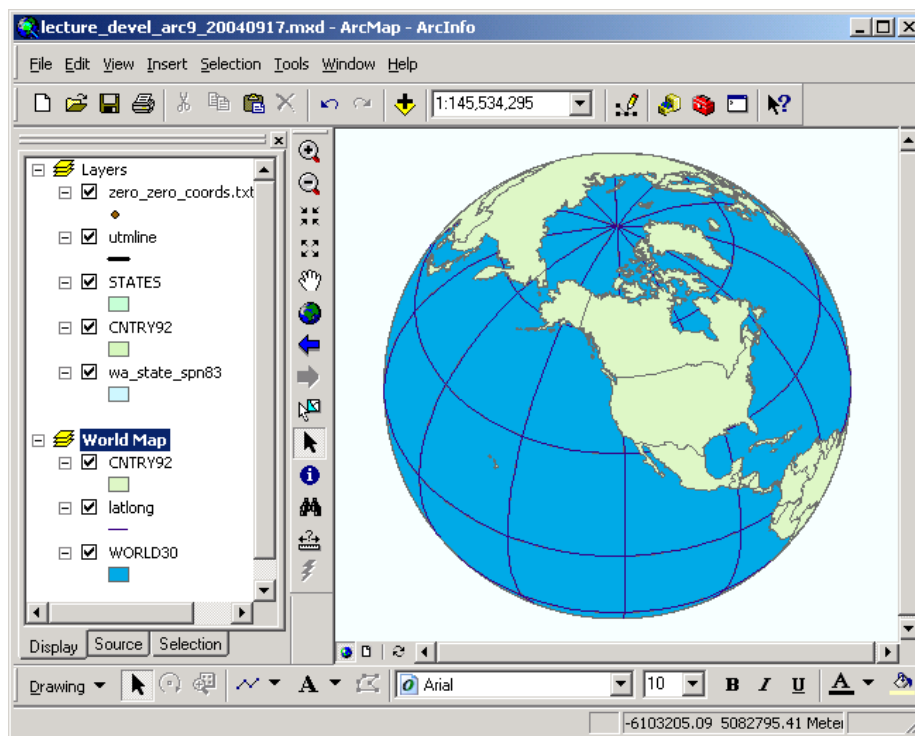 lecture_devel_arc9_20040917.mxd - ArcMap - ArcInfo
File Edit View Insert Selection Tools Window Help
1:145,534,295
Layers
zero_zero_coords.txt
utmline
STATES
CNTRY92
wa_state_spn83
World Map
CNTRY92
latlong
WORLD30
Display Source Selection
Drawing A Arial 10 B I U A
-6103205.09 5082795.41 Meter